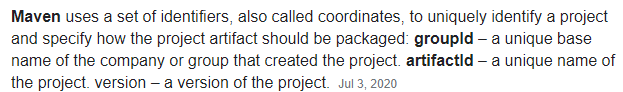 Maven uses a set of identifiers, also called coordinates, to uniquely identify a project
and specify how the project artifact should be packaged: groupId – a unique base
name of the company or group that created the project. artifactId – a unique name of
the project. version – a version of the project. Jul 3, 2020